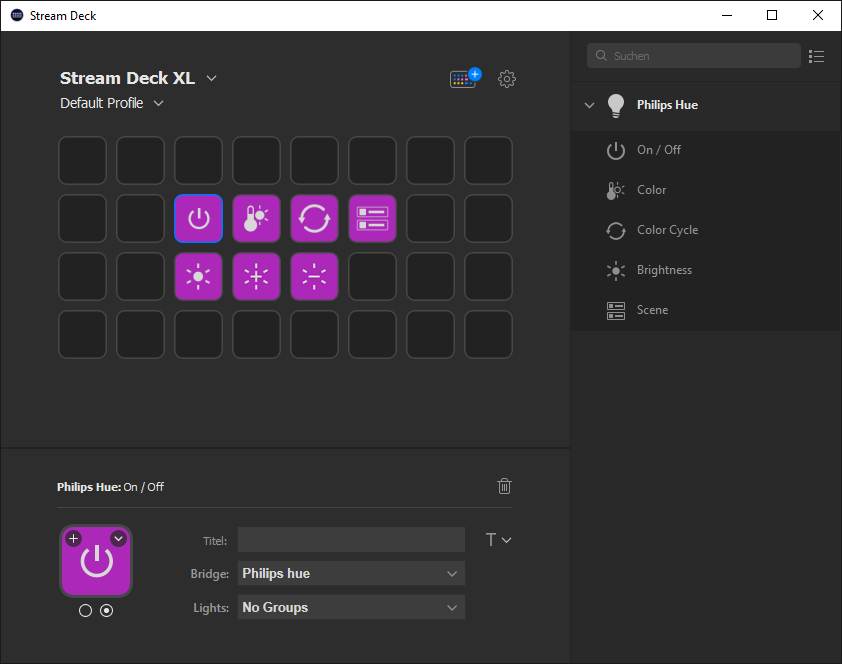 Stream Deck
Stream Deck XL
Default Profile
Suchen
Philips Hue
On / Off
Color
Color Cycle
Brightness
Scene
Philips Hue: On / Off
Titel:
T
Bridge: Philips hue
Lights: No Groups